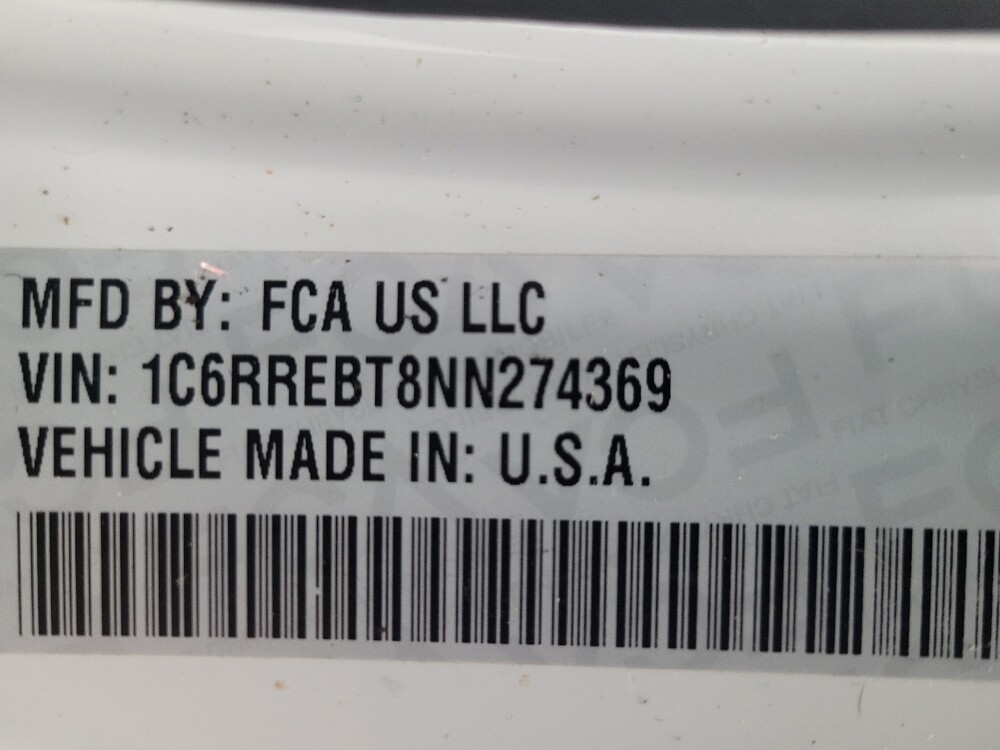 MFD BY: FCA US LLC
VIN: 1C6RREBT8NN274369
VEHICLE MADE IN: U.S.A.